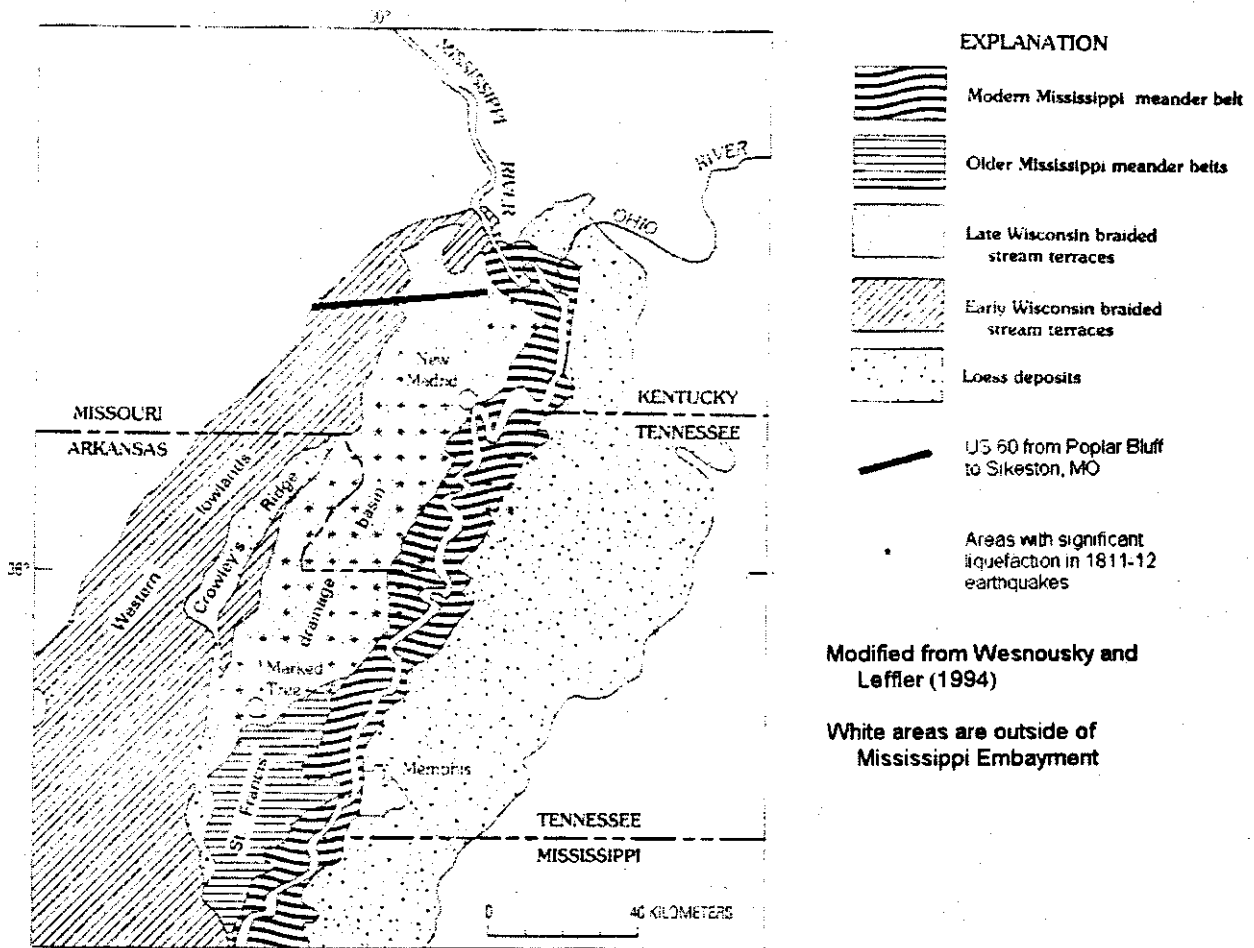 90°
MISSISSIPPI
RIVER
OHIO
RIVER
New
Madrid
MISSOURI
ARKANSAS
KENTUCKY
TENNESSEE
Western
lowlands
Crowley's
Ridge
St. Francis
drainage
basin
36°
Marked
Tree
Memphis
TENNESSEE
MISSISSIPPI
0 40 KILOMETERS
EXPLANATION
Modern Mississippi meander belt
Older Mississippi meander belts
Late Wisconsin braided
stream terraces
Early Wisconsin braided
stream terraces
Loess deposits
US 60 from Poplar Bluff
to Sikeston, MO
Areas with significant
liquefaction in 1811-12
earthquakes
Modified from Wesnousky and
Leffler (1994)
White areas are outside of
Mississippi Embayment